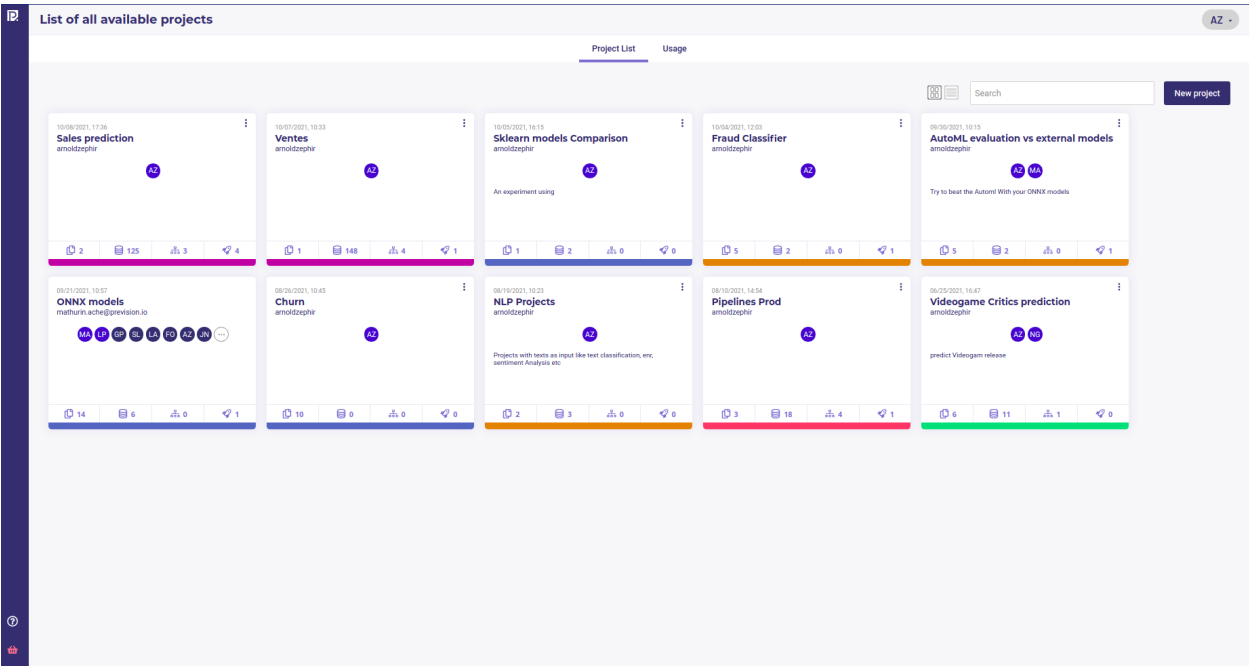 List of all available projects
AZ
Project List
Usage
Search
New project
10/08/2021, 17:36
Sales prediction
arnoldzephir
AZ
2 125 3 4
10/07/2021, 10:33
Ventes
arnoldzephir
AZ
1 148 4 1
10/05/2021, 16:15
Sklearn models Comparison
arnoldzephir
AZ
An experiment using
1 2 0 0
10/04/2021, 12:03
Fraud Classifier
arnoldzephir
AZ
5 2 0 1
09/30/2021, 10:15
AutoML evaluation vs external models
arnoldzephir
AZ MA
Try to beat the Automl With your ONNX models
5 2 0 1
09/21/2021, 10:57
ONNX models
mathurin.ache@prevision.io
MA LP GP SL LA FO AZ JN ...
14 6 0 1
08/26/2021, 10:45
Churn
arnoldzephir
AZ
10 0 0 0
08/19/2021, 10:23
NLP Projects
arnoldzephir
AZ
Projects with texts as input like text classification, enr,
sentiment Analysis etc
2 3 0 0
08/10/2021, 14:54
Pipelines Prod
arnoldzephir
AZ
3 18 4 1
06/25/2021, 16:47
Videogame Critics prediction
arnoldzephir
AZ NG
predict Videogam release
6 11 1 0